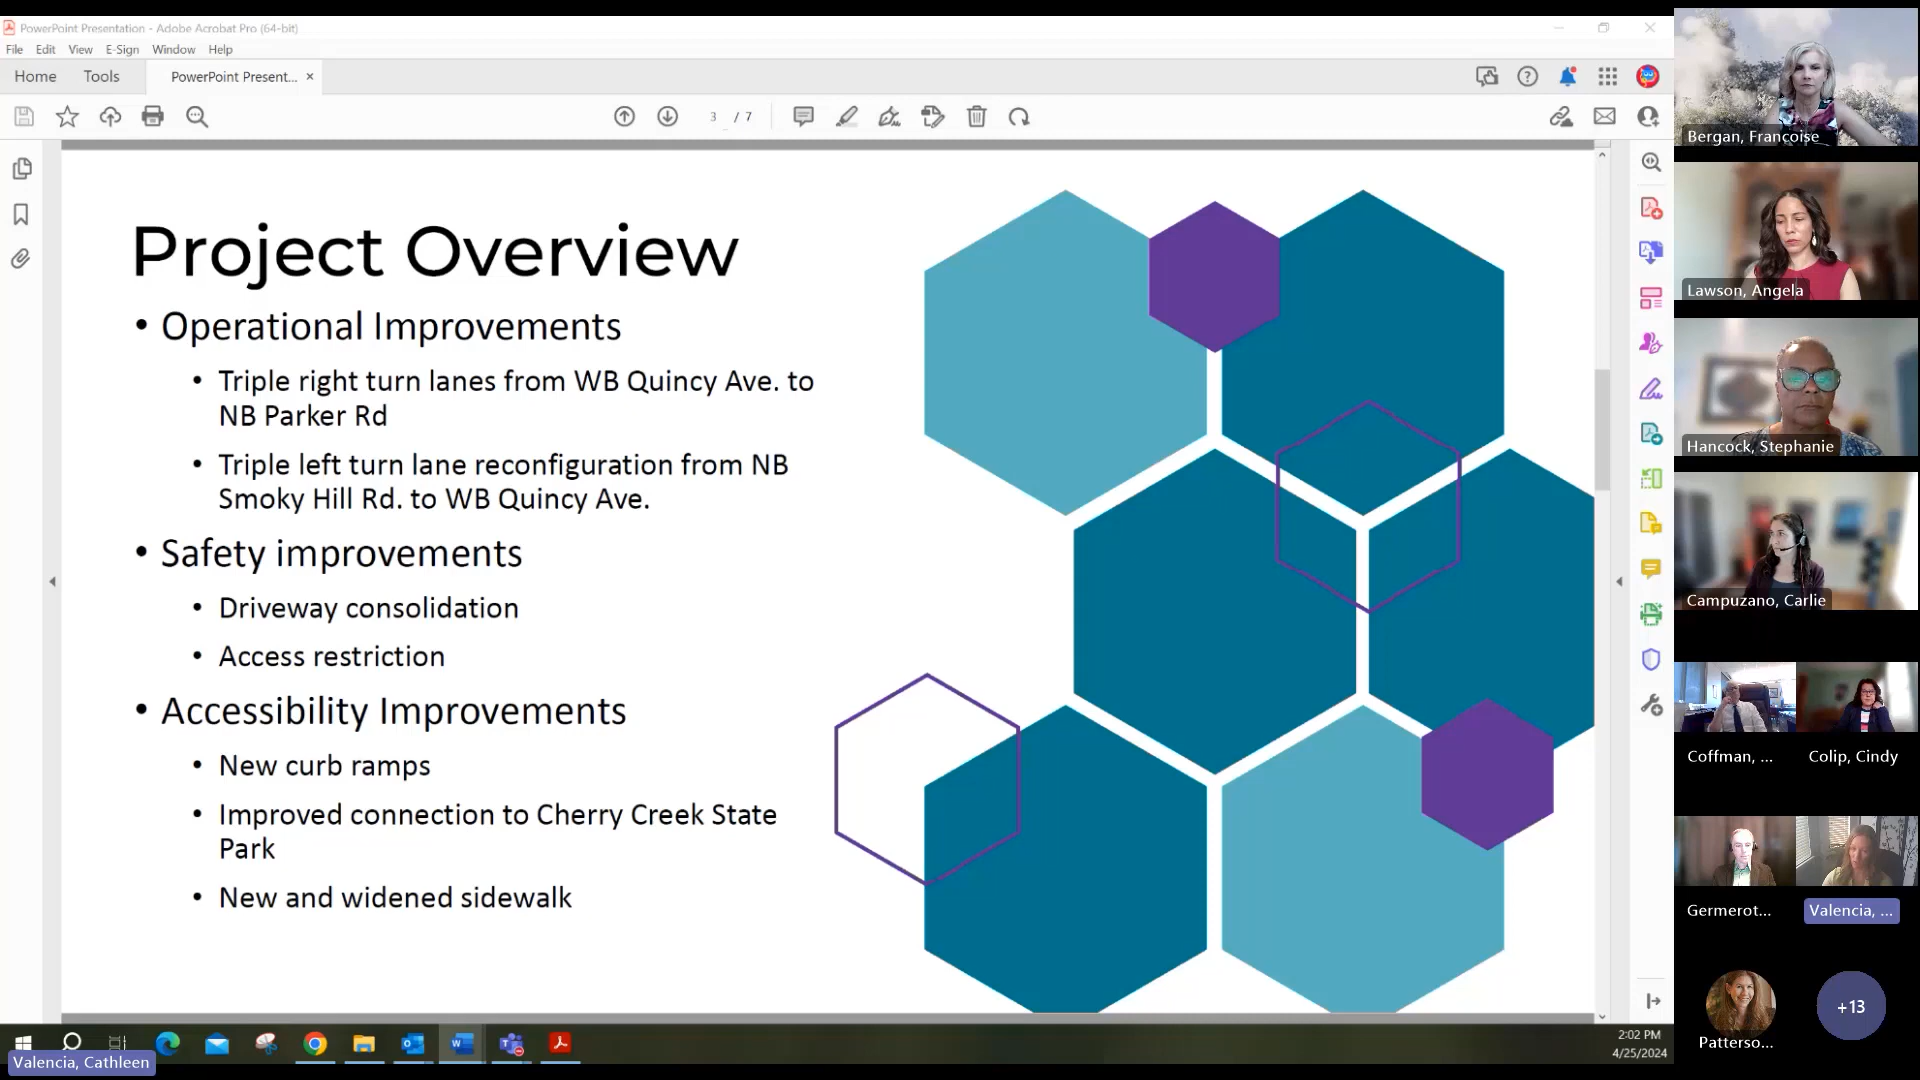 PowerPoint Presentation - Adobe Acrobat Pro (64-bit)
File Edit View E-Sign Window Help
Home Tools PowerPoint Present... ×
3 / 7
Project Overview
• Operational Improvements
• Triple right turn lanes from WB Quincy Ave. to
NB Parker Rd
• Triple left turn lane reconfiguration from NB
Smoky Hill Rd. to WB Quincy Ave.
• Safety improvements
• Driveway consolidation
• Access restriction
• Accessibility Improvements
• New curb ramps
• Improved connection to Cherry Creek State
Park
• New and widened sidewalk
Bergan, Francoise
Lawson, Angela
Hancock, Stephanie
Campuzano, Carlie
Coffman, ...
Colip, Cindy
Germerot...
Valencia, ...
Patterso...
+13
2:02 PM
4/25/2024
Valencia, Cathleen